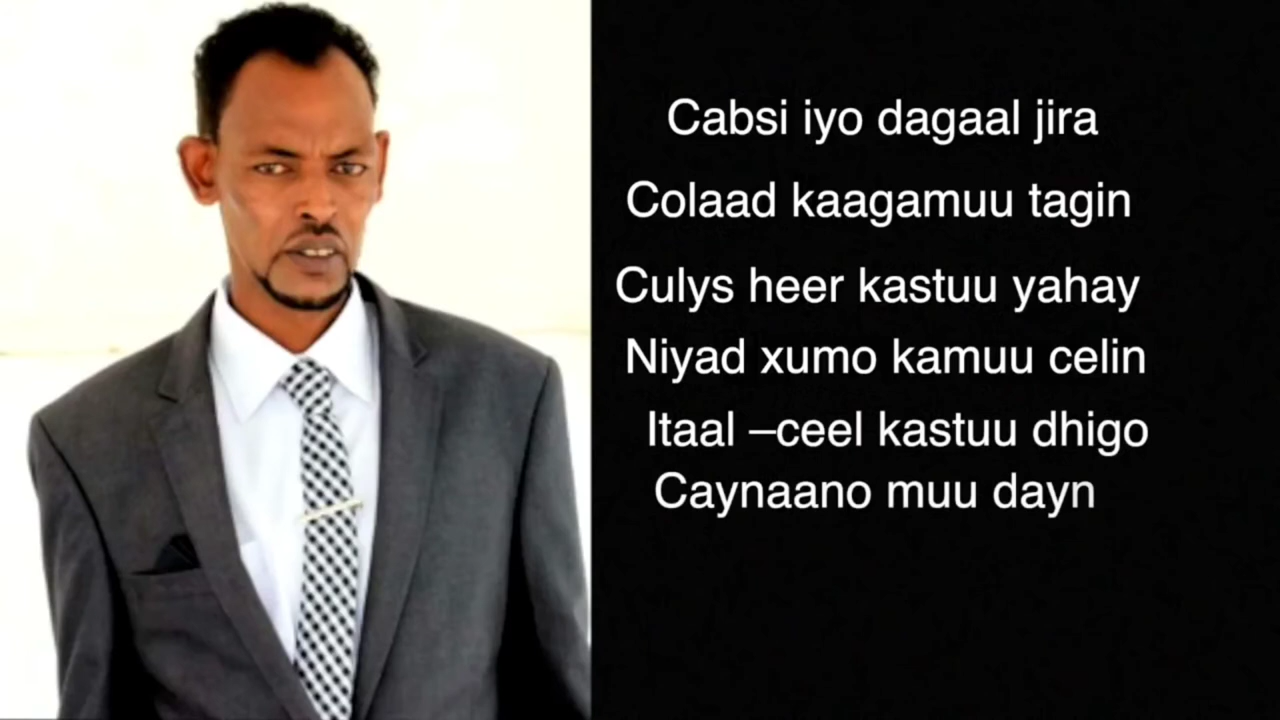 Cabsi iyo dagaal jira
Colaad kaagamuu tagin
Culys heer kastuu yahay
Niyad xumo kamuu celin
Itaal –ceel kastuu dhigo
Caynaano muu dayn